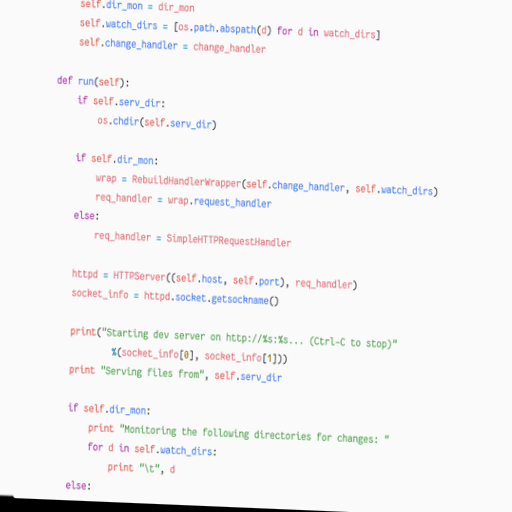 self.dir_mon = dir_mon
self.watch_dirs = [os.path.abspath(d) for d in watch_dirs]
self.change_handler = change_handler
def run(self):
if self.serv_dir:
os.chdir(self.serv_dir)
if self.dir_mon:
wrap = RebuildHandlerWrapper(self.change_handler, self.watch_dirs)
req_handler = wrap.request_handler
else:
req_handler = SimpleHTTPRequestHandler
httpd = HTTPServer((self.host, self.port), req_handler)
socket_info = httpd.socket.getsockname()
print("Starting dev server on http://%s:%s... (Ctrl-C to stop)"
%(socket_info[0], socket_info[1]))
print "Serving files from", self.serv_dir
if self.dir_mon:
print "Monitoring the following directories for changes: "
for d in self.watch_dirs:
print "\t", d
else: